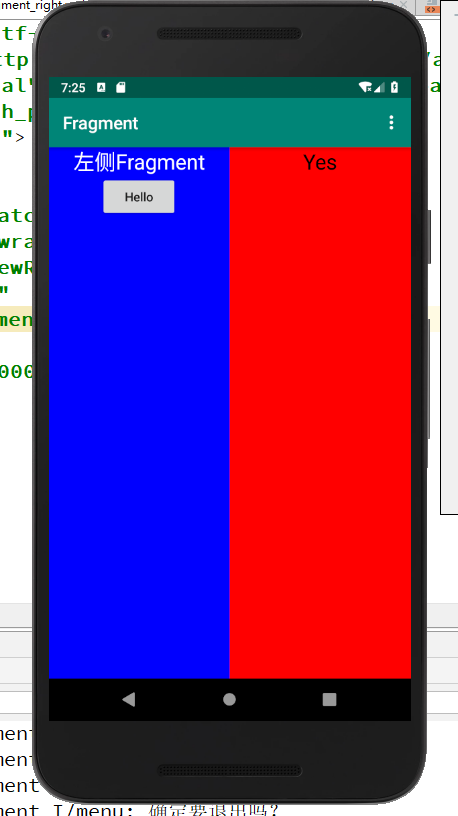 ment_right
tf-
ttp
/a
al"
a
h_p
">
atc
wra
ewR
"
men
000
7:25
Fragment
左侧Fragment
Yes
Hello
ment
ment
ment
ment I/menu: 确定要退出吗?